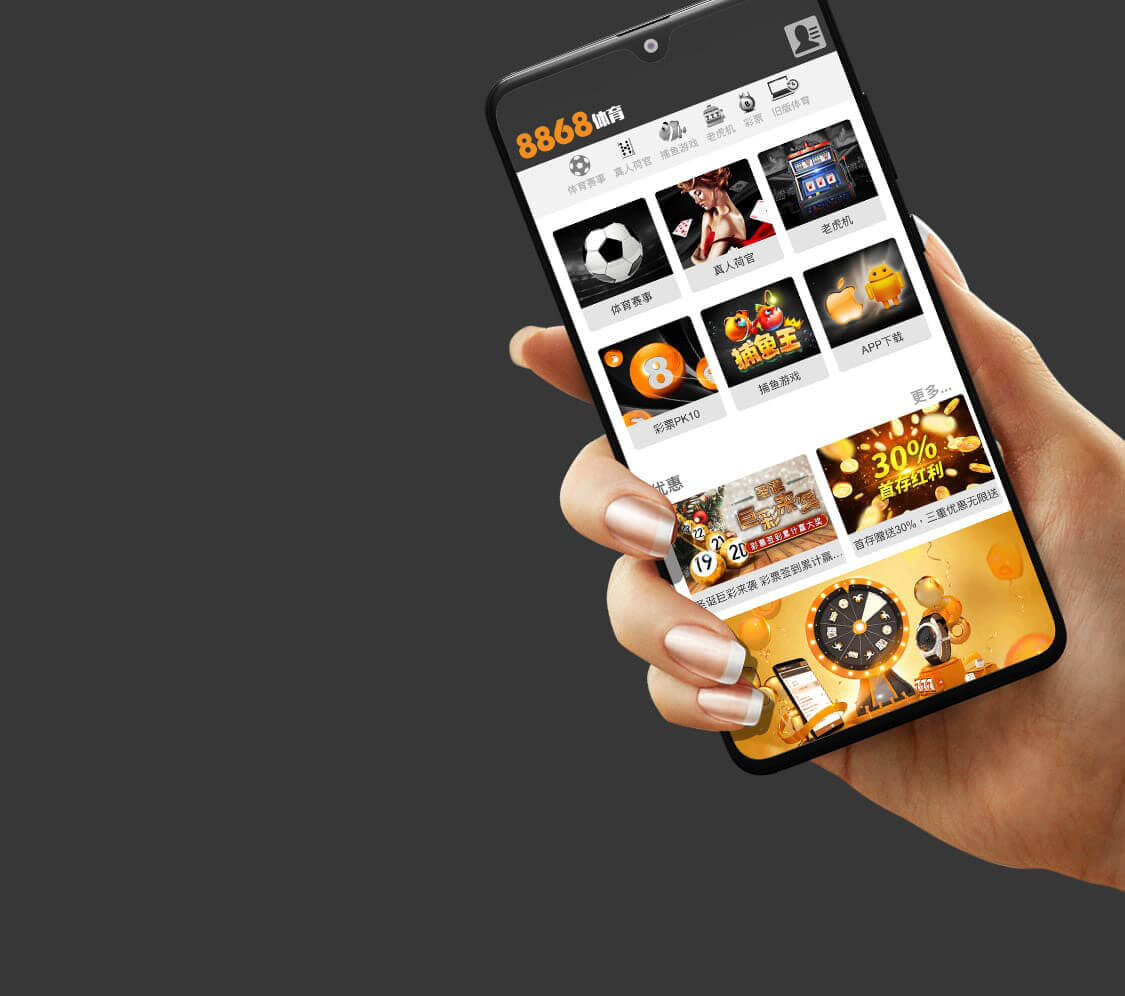 8868体育
体育赛事
真人荷官
捕鱼游戏
老虎机
彩票
旧版体育
8
体育赛事
真人荷官
老虎机
8
捕鱼王
彩票PK10
捕鱼游戏
APP下载
优惠
更多...
圣诞
巨彩来袭
彩票签到累计赢大奖
22
21
19
20
圣诞巨彩来袭 彩票签到累计赢...
30%
首存红利
首存赠送30%，三重优惠无限送
777